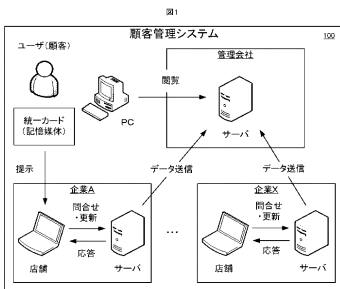 図1
顧客管理システム
100
ユーザ(顧客)
統一カード
(記憶媒体)
PC
閲覧
管理会社
サーバ
提示
データ送信
データ送信
企業A
問合せ
・更新
応答
店舗
サーバ
…
企業X
問合せ
・更新
応答
店舗
サーバ